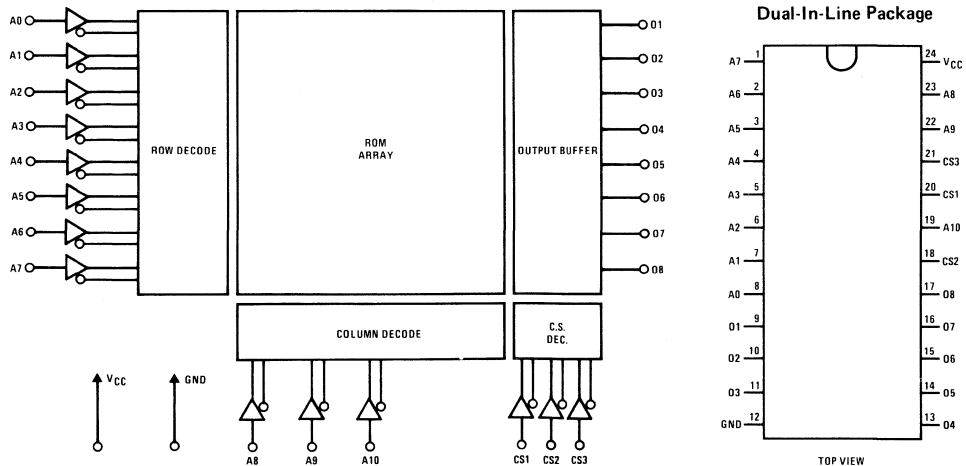 A0
A1
A2
A3
A4
A5
A6
A7
ROW DECODE
ROM
ARRAY
OUTPUT BUFFER
O1
O2
O3
O4
O5
O6
O7
O8
COLUMN DECODE
C.S.
DEC.
VCC
GND
A8
A9
A10
CS1
CS2
CS3
Dual-In-Line Package
A7 1
A6 2
A5 3
A4 4
A3 5
A2 6
A1 7
A0 8
O1 9
O2 10
O3 11
GND 12
24 VCC
23 A8
22 A9
21 CS3
20 CS1
19 A10
18 CS2
17 O8
16 O7
15 O6
14 O5
13 O4
TOP VIEW